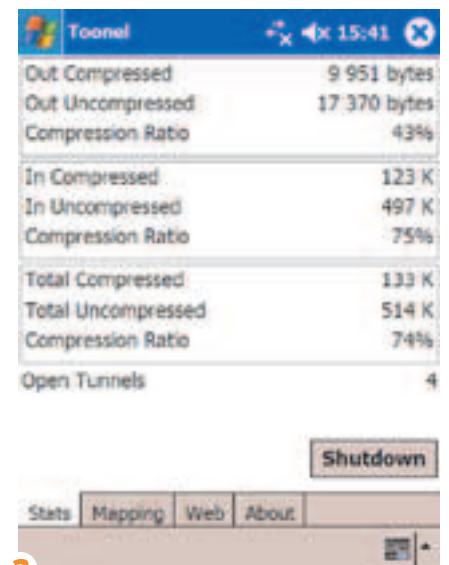 Toonel 15:41
Out Compressed 9 951 bytes
Out Uncompressed 17 370 bytes
Compression Ratio 43%
In Compressed 123 K
In Uncompressed 497 K
Compression Ratio 75%
Total Compressed 133 K
Total Uncompressed 514 K
Compression Ratio 74%
Open Tunnels 4
Shutdown
Stats Mapping Web About